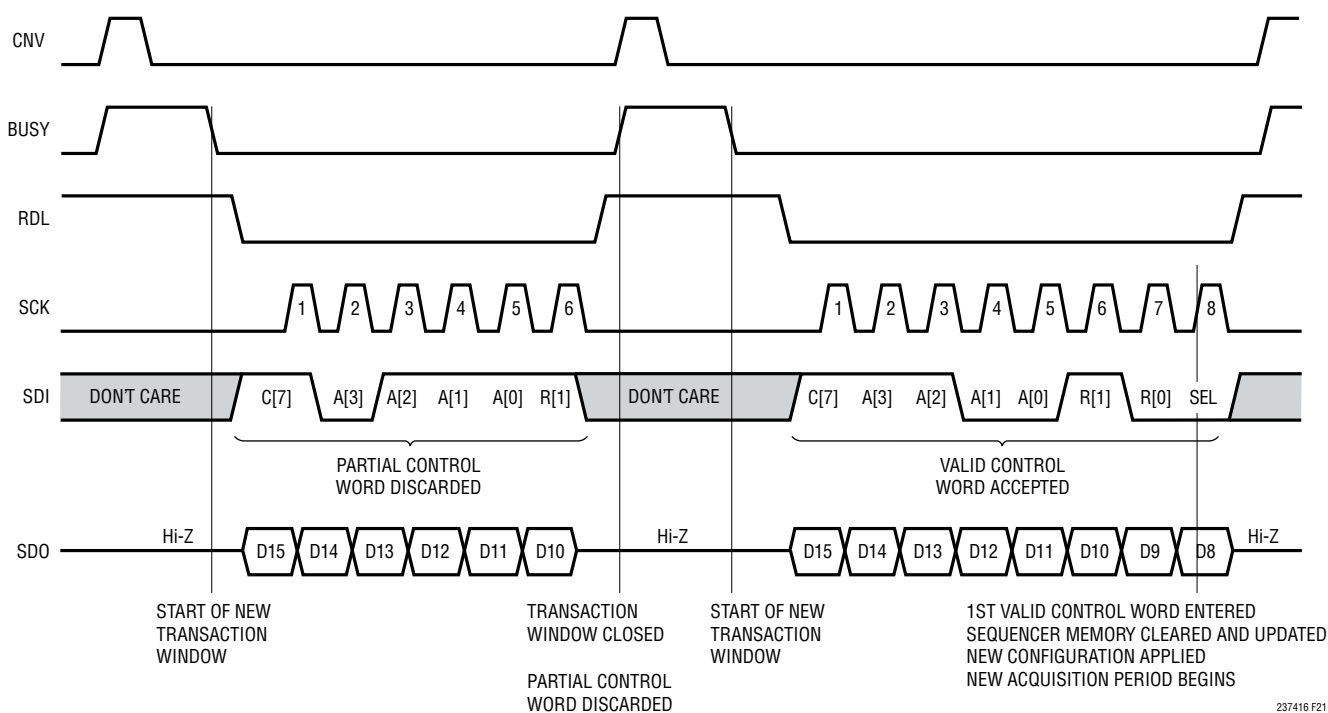 CNV
BUSY
RDL
SCK 1 2 3 4 5 6 1 2 3 4 5 6 7 8
SDI DON'T CARE C[7] A[3] A[2] A[1] A[0] R[1] DON'T CARE C[7] A[3] A[2] A[1] A[0] R[1] R[0] SEL
PARTIAL CONTROL
WORD DISCARDED
VALID CONTROL
WORD ACCEPTED
SDO Hi-Z D15 D14 D13 D12 D11 D10 Hi-Z D15 D14 D13 D12 D11 D10 D9 D8 Hi-Z
START OF NEW
TRANSACTION
WINDOW
TRANSACTION
WINDOW CLOSED
PARTIAL CONTROL
WORD DISCARDED
START OF NEW
TRANSACTION
WINDOW
1ST VALID CONTROL WORD ENTERED
SEQUENCER MEMORY CLEARED AND UPDATED
NEW CONFIGURATION APPLIED
NEW ACQUISITION PERIOD BEGINS
237416 F21